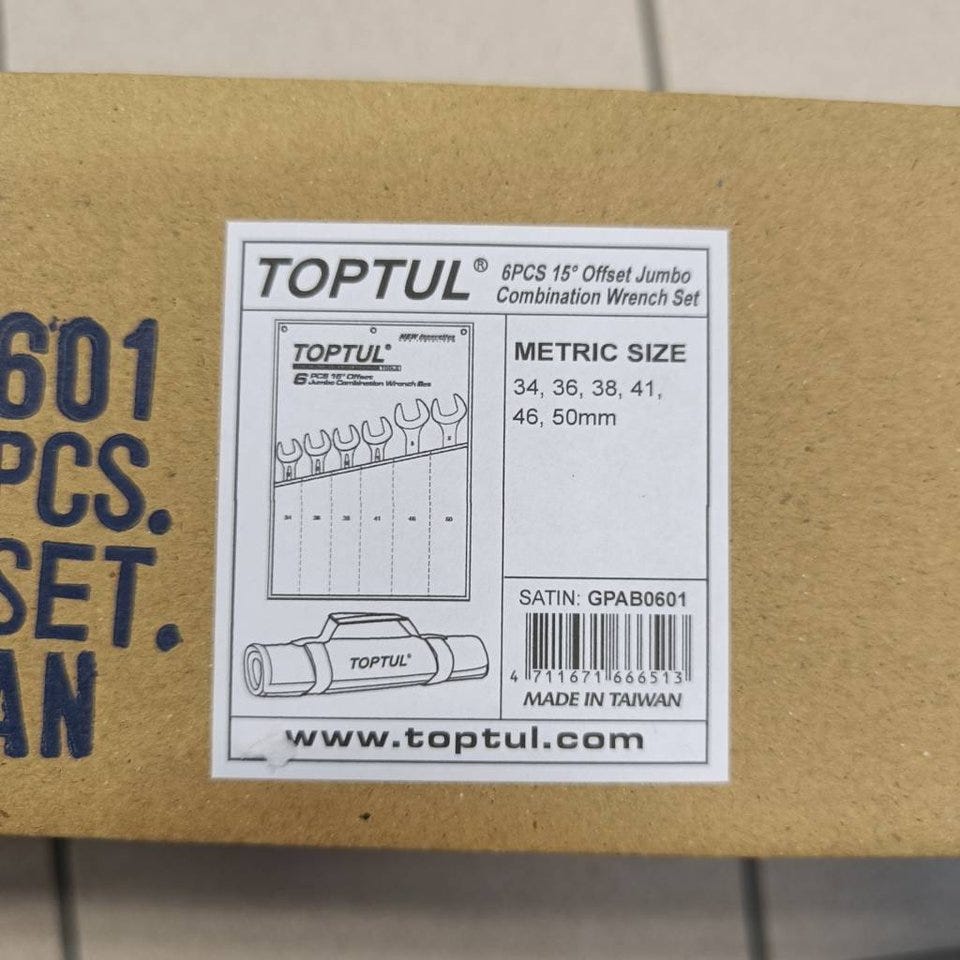 601
PCS.
SET.
AN
TOPTUL®
6PCS 15° Offset Jumbo
Combination Wrench Set
TOPTUL®
NEW Innovation
6 PCS 15° Offset
Jumbo Combination Wrench Set
34 36 38 41 46 50
TOPTUL®
METRIC SIZE
34, 36, 38, 41,
46, 50mm
SATIN: GPAB0601
4 711671 666513
MADE IN TAIWAN
www.toptul.com